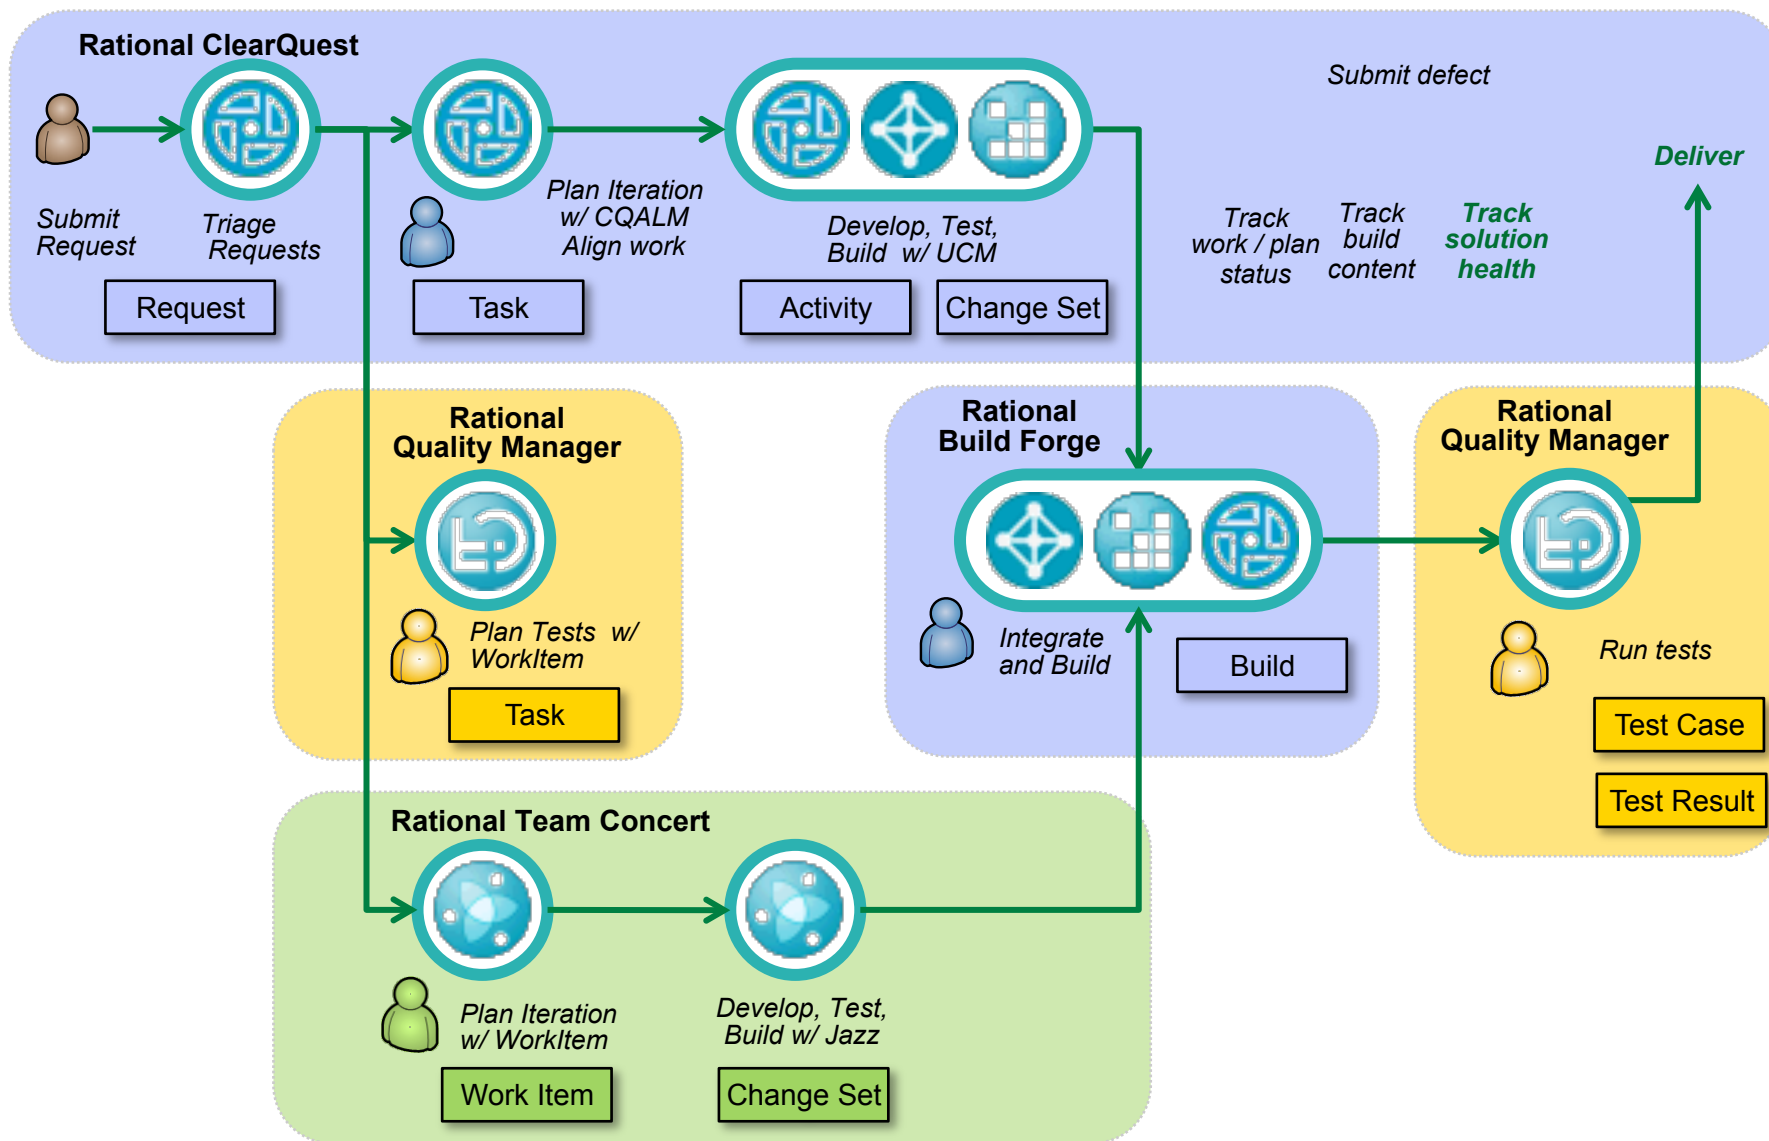 Rational ClearQuest
Submit defect
Deliver
Submit
Request
Triage
Requests
Plan Iteration
w/ CQALM
Align work
Develop, Test,
Build w/ UCM
Track
work / plan
status
Track
build
content
Track
solution
health
Request
Task
Activity
Change Set
Rational
Quality Manager
Plan Tests w/
WorkItem
Task
Rational
Build Forge
Integrate
and Build
Build
Rational
Quality Manager
Run tests
Test Case
Test Result
Rational Team Concert
Plan Iteration
w/ WorkItem
Develop, Test,
Build w/ Jazz
Work Item
Change Set